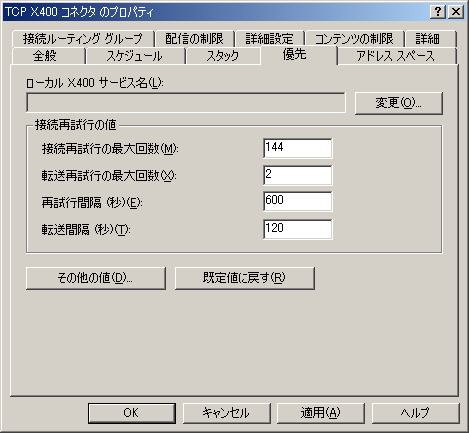 TCP X400 コネクタ のプロパティ
接続ルーティング グループ 配信の制限 詳細設定 コンテンツの制限 詳細
全般 スケジュール スタック 優先 アドレス スペース
ローカル X400 サービス名(L):
変更(O)...
接続再試行の値
接続再試行の最大回数(M): 144
転送再試行の最大回数(X): 2
再試行間隔 (秒)(E): 600
転送間隔 (秒)(T): 120
その他の値(D)... 既定値に戻す(R)
OK キャンセル 適用(A) ヘルプ